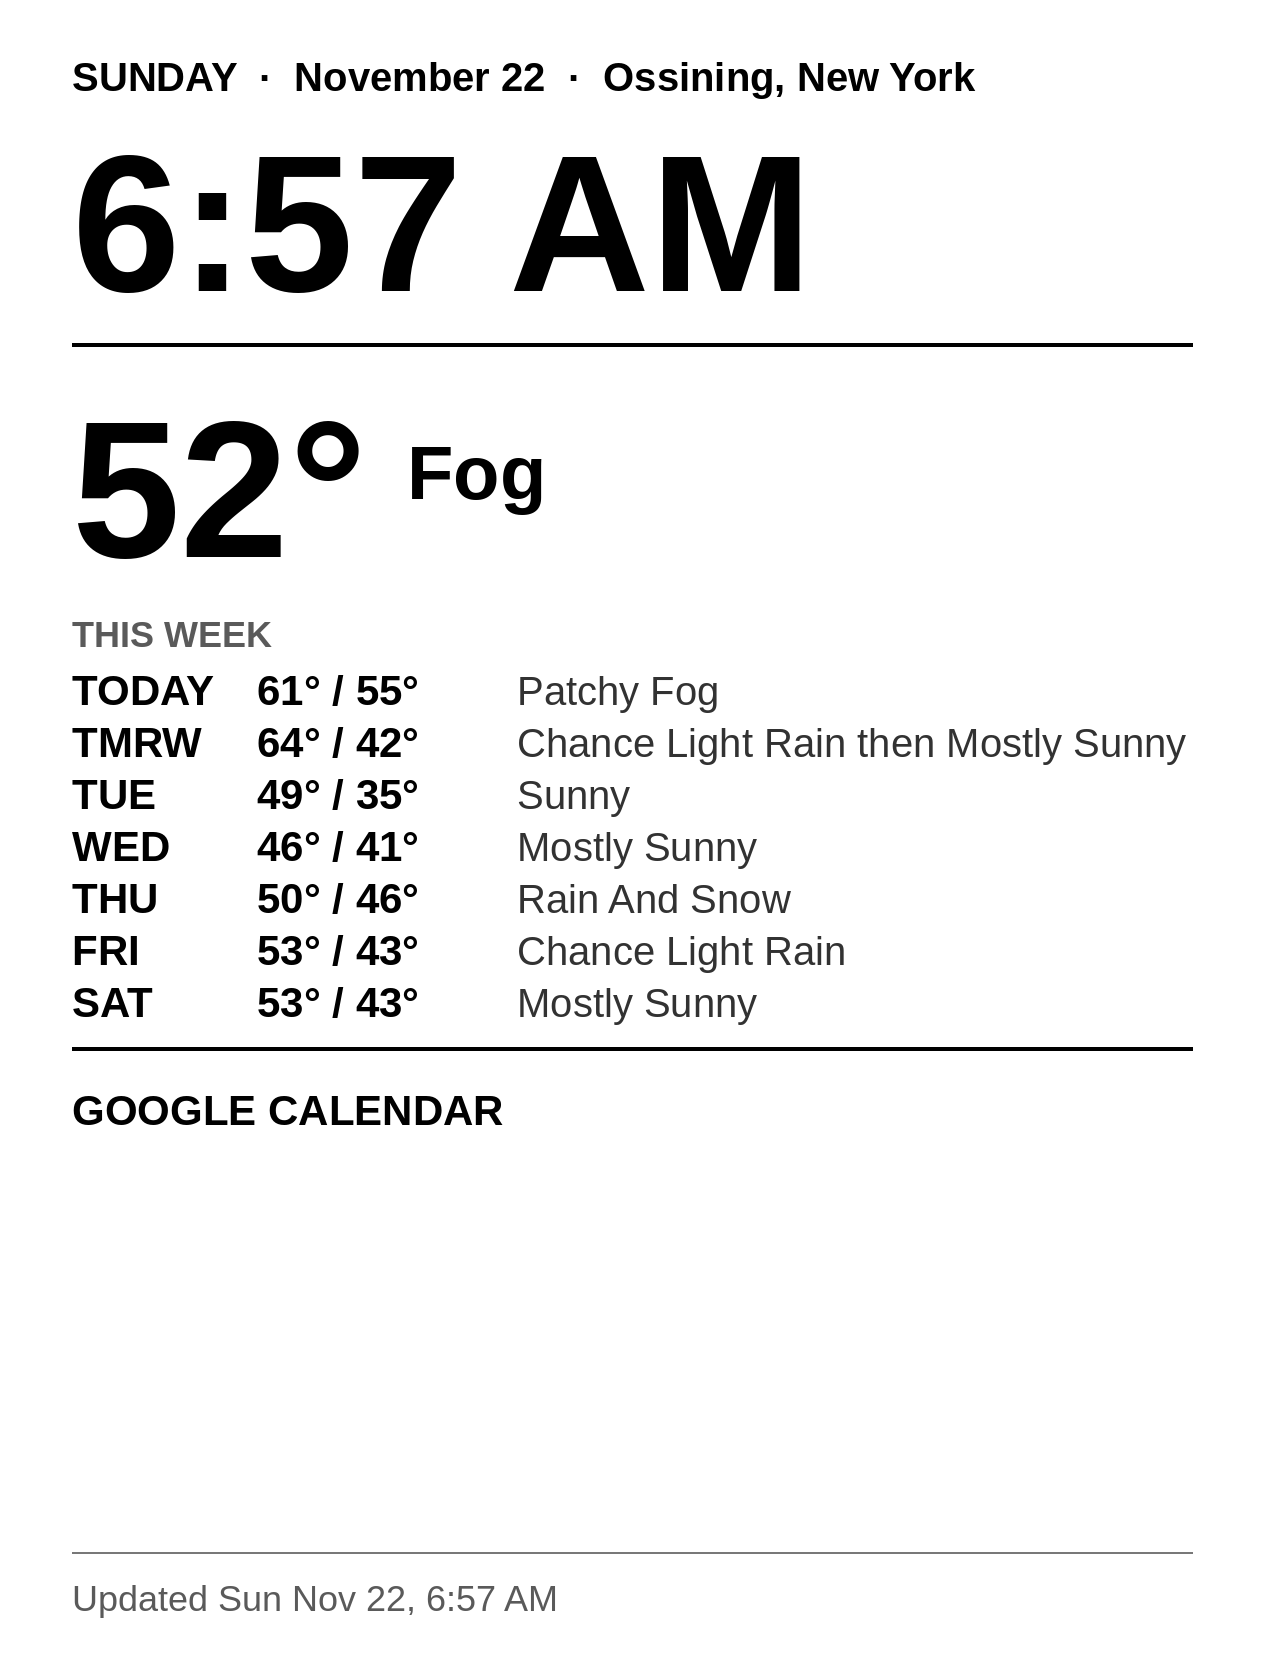 SUNDAY · November 22 · Ossining, New York
6:57 AM
52° Fog
THIS WEEK
TODAY 61° / 55° Patchy Fog
TMRW 64° / 42° Chance Light Rain then Mostly Sunny
TUE 49° / 35° Sunny
WED 46° / 41° Mostly Sunny
THU 50° / 46° Rain And Snow
FRI 53° / 43° Chance Light Rain
SAT 53° / 43° Mostly Sunny
GOOGLE CALENDAR
Updated Sun Nov 22, 6:57 AM